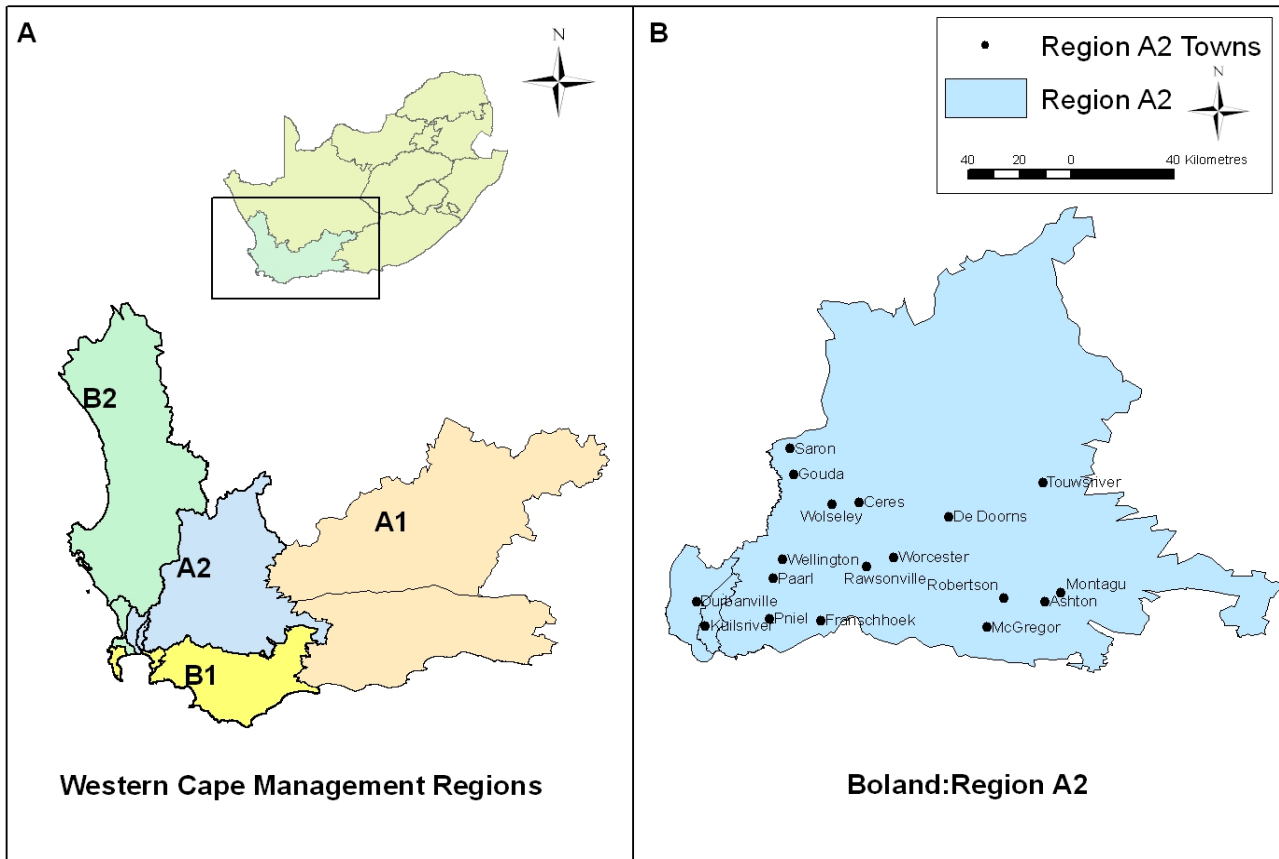 A
N
B2
A1
A2
B1
Western Cape Management Regions
B
Region A2 Towns
N
Region A2
40 20 0 40 Kilometres
Saron
Gouda
Touwsriver
Ceres
Wolseley
De Doorns
Wellington
Worcester
Rawsonville
Paarl
Robertson
Montagu
Durbanville
Ashton
Pniel
Franschhoek
Kuilsriver
McGregor
Boland:Region A2